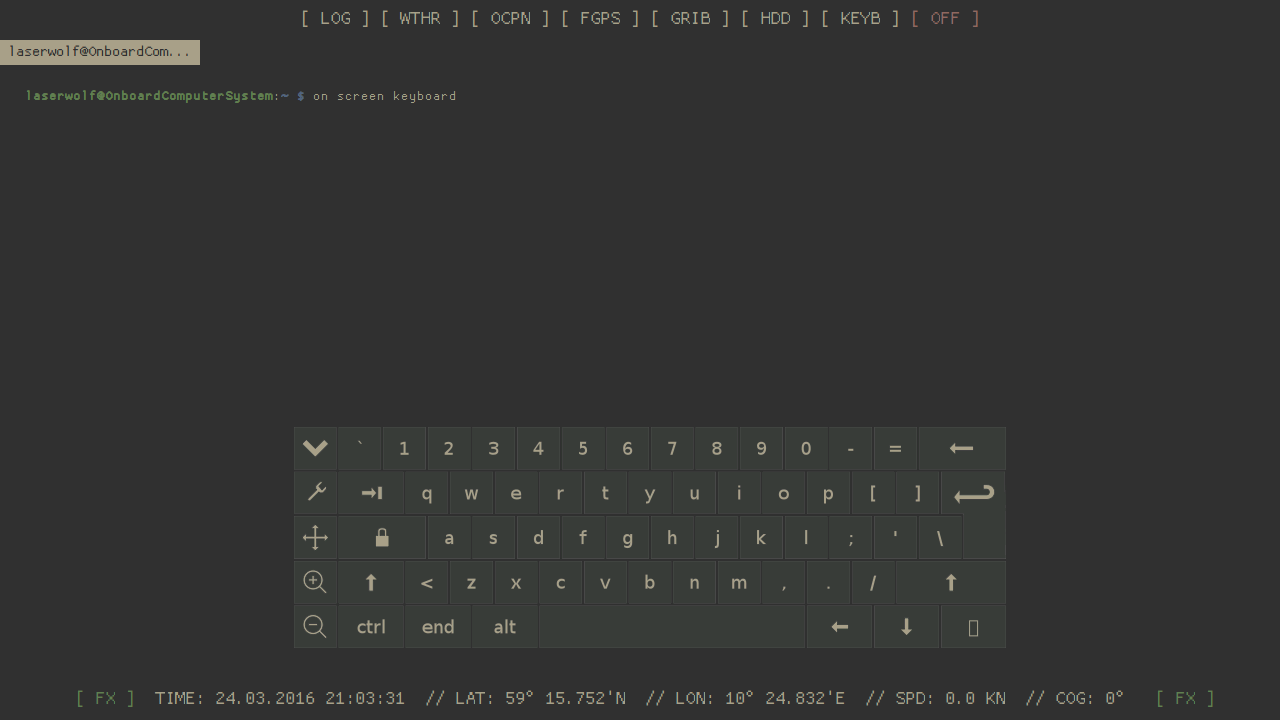 [ LOG ] [ WTHR ] [ OCPN ] [ FGPS ] [ GRIB ] [ HDD ] [ KEYB ] [ OFF ]
laserwolf@OnboardCom...
laserwolf@OnboardComputerSystem:~ $ on screen keyboard
` 1 2 3 4 5 6 7 8 9 0 - =
q w e r t y u i o p [ ]
a s d f g h j k l ; ' \
< z x c v b n m , . /
ctrl end alt
[ FX ] TIME: 24.03.2016 21:03:31 // LAT: 59° 15.752'N // LON: 10° 24.832'E // SPD: 0.0 KN // COG: 0° [ FX ]